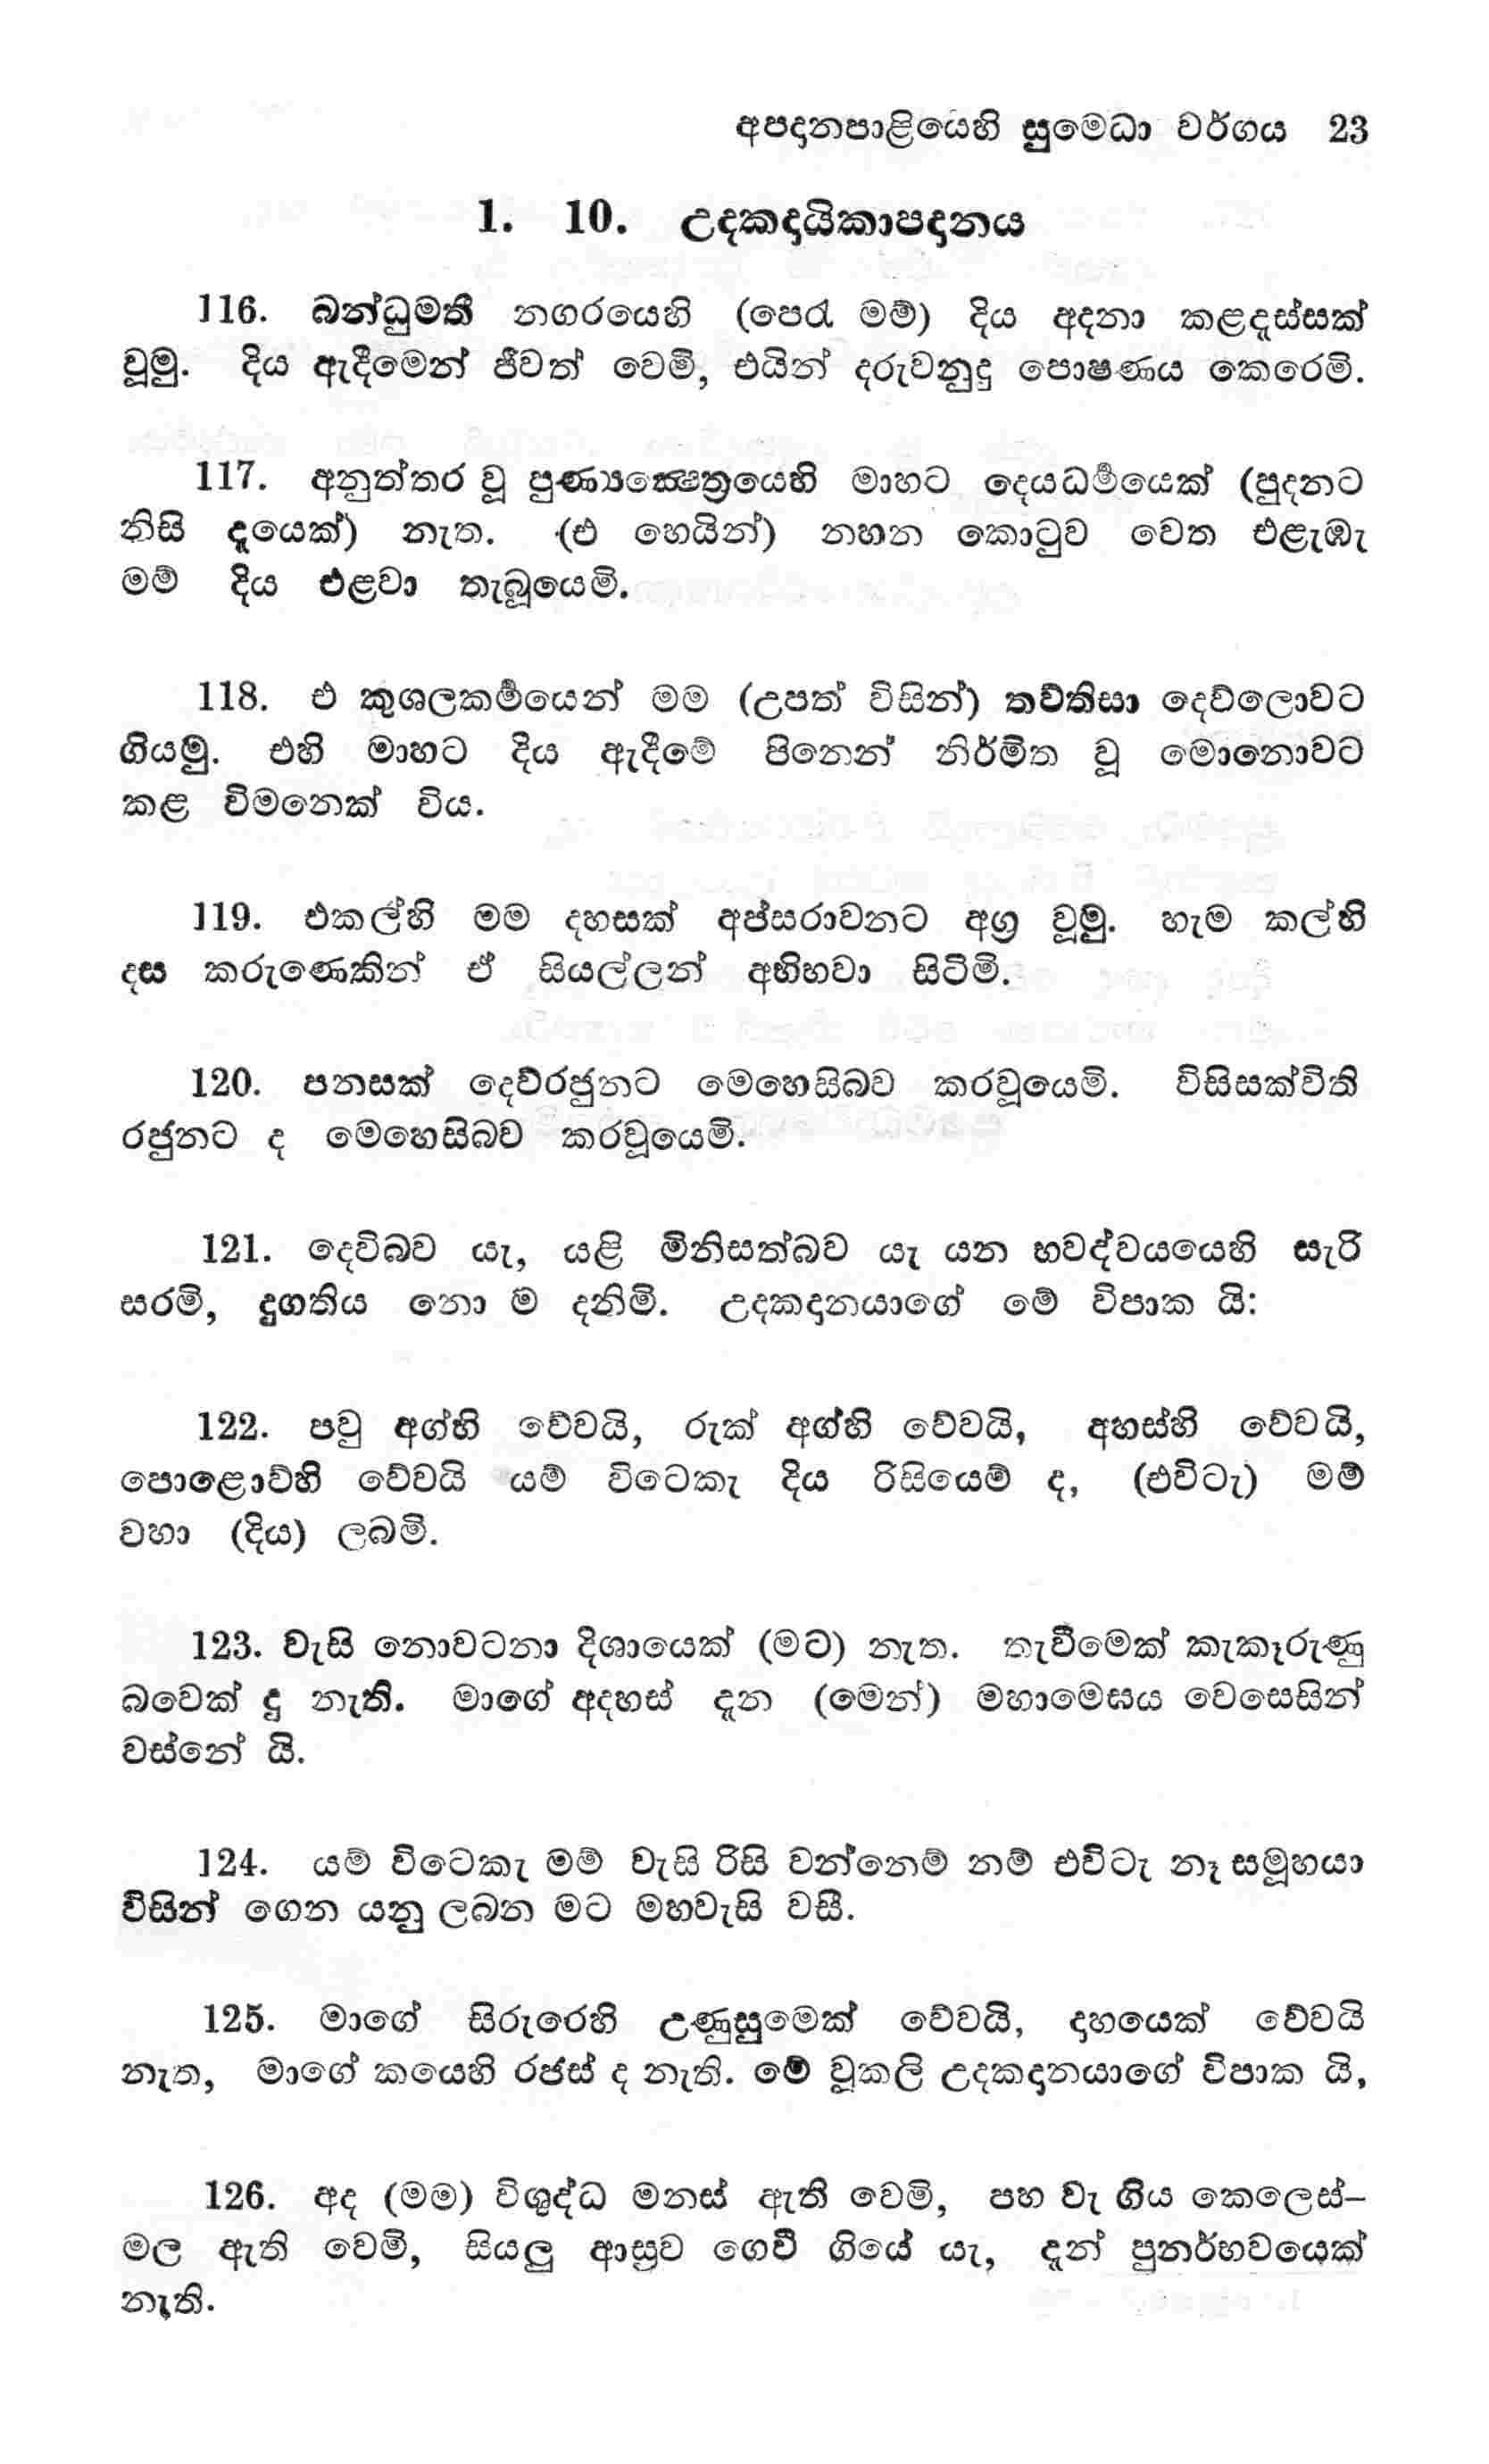 අපදානපාළියෙහි සුමෙධා වර්ගය 23
1. 10. උදකදායිකාපදානය
116. බන්ධුමතී නගරයෙහි (පෙරැ මම්) දිය අදනා කළදෑස්සක්
වූමු. දිය ඇදීමෙන් ජීවත් වෙමි, එයින් දරුවනුදු පොෂණය කෙරෙමි.
117. අනුත්තර වූ පුණ්‍යක්‍ෂෙත්‍රයෙහි මාහට දෙයධර්‍මයෙක් (පුදනට
නිසි දෑයෙක්) නැත. (එ හෙයින්) නහන කොටුව වෙත එළැඹැ
මම් දිය එළවා තැබූයෙමි.
118. එ කුශලකර්‍මයෙන් මම (උපත් විසින්) තව්තිසා දෙව්ලොවට
ගියමු. එහි මාහට දිය ඇදීමේ පිනෙන් නිර්මිත වූ මොනොවට
කළ විමනෙක් විය.
119. එකල්හි මම දහසක් අප්සරාවනට අග්‍ර වූමු. හැම කල්හි
දස කරුණෙකින් ඒ සියල්ලන් අභිහවා සිටිමි.
120. පනසක් දෙව්රජුනට මෙහෙසිබව කරවූයෙමි. විසිසක්විති
රජුනට ද මෙහෙසිබව කරවූයෙමි.
121. දෙවිබව යැ, යළි මිනිසත්බව යැ යන භවද්වයයෙහි සැරි
සරමි, දුගතිය නො ම දනිමි. උදකදානයාගේ මේ විපාක යි:
122. පවු අග්හි වේවයි, රුක් අග්හි වේවයි, අහස්හි වේවයි,
පොළොව්හි වේවයි යම් විටෙකැ දිය රිසියෙම් ද, (එවිටැ) මම්
වහා (දිය) ලබමි.
123. වැසි නොවටනා දිශායෙක් (මට) නැත. තැවීමෙක් කැකෑරුණු
බවෙක් දු නැති. මාගේ අදහස් දැන (මෙන්) මහාමෙඝය වෙසෙසින්
වස්නේ යි.
124. යම් විටෙකැ මම් වැසි රිසි වන්නෙම් නම් එවිටැ නෑ සමූහයා
විසින් ගෙන යනු ලබන මට මහවැසි වසී.
125. මාගේ සිරුරෙහි උණුසුමෙක් වේවයි, දාහයෙක් වේවයි
නැත, මාගේ කයෙහි රජස් ද නැති. මේ වූකලි උදකදානයාගේ විපාක යි,
126. අද (මම) විශුද්ධ මනස් ඇති වෙමි, පහ වැ ගිය කෙලෙස්–
මල ඇති වෙමි, සියලු ආස්‍රව ගෙවී ගියේ යැ, දැන් පුනර්භවයෙක්
නැති.